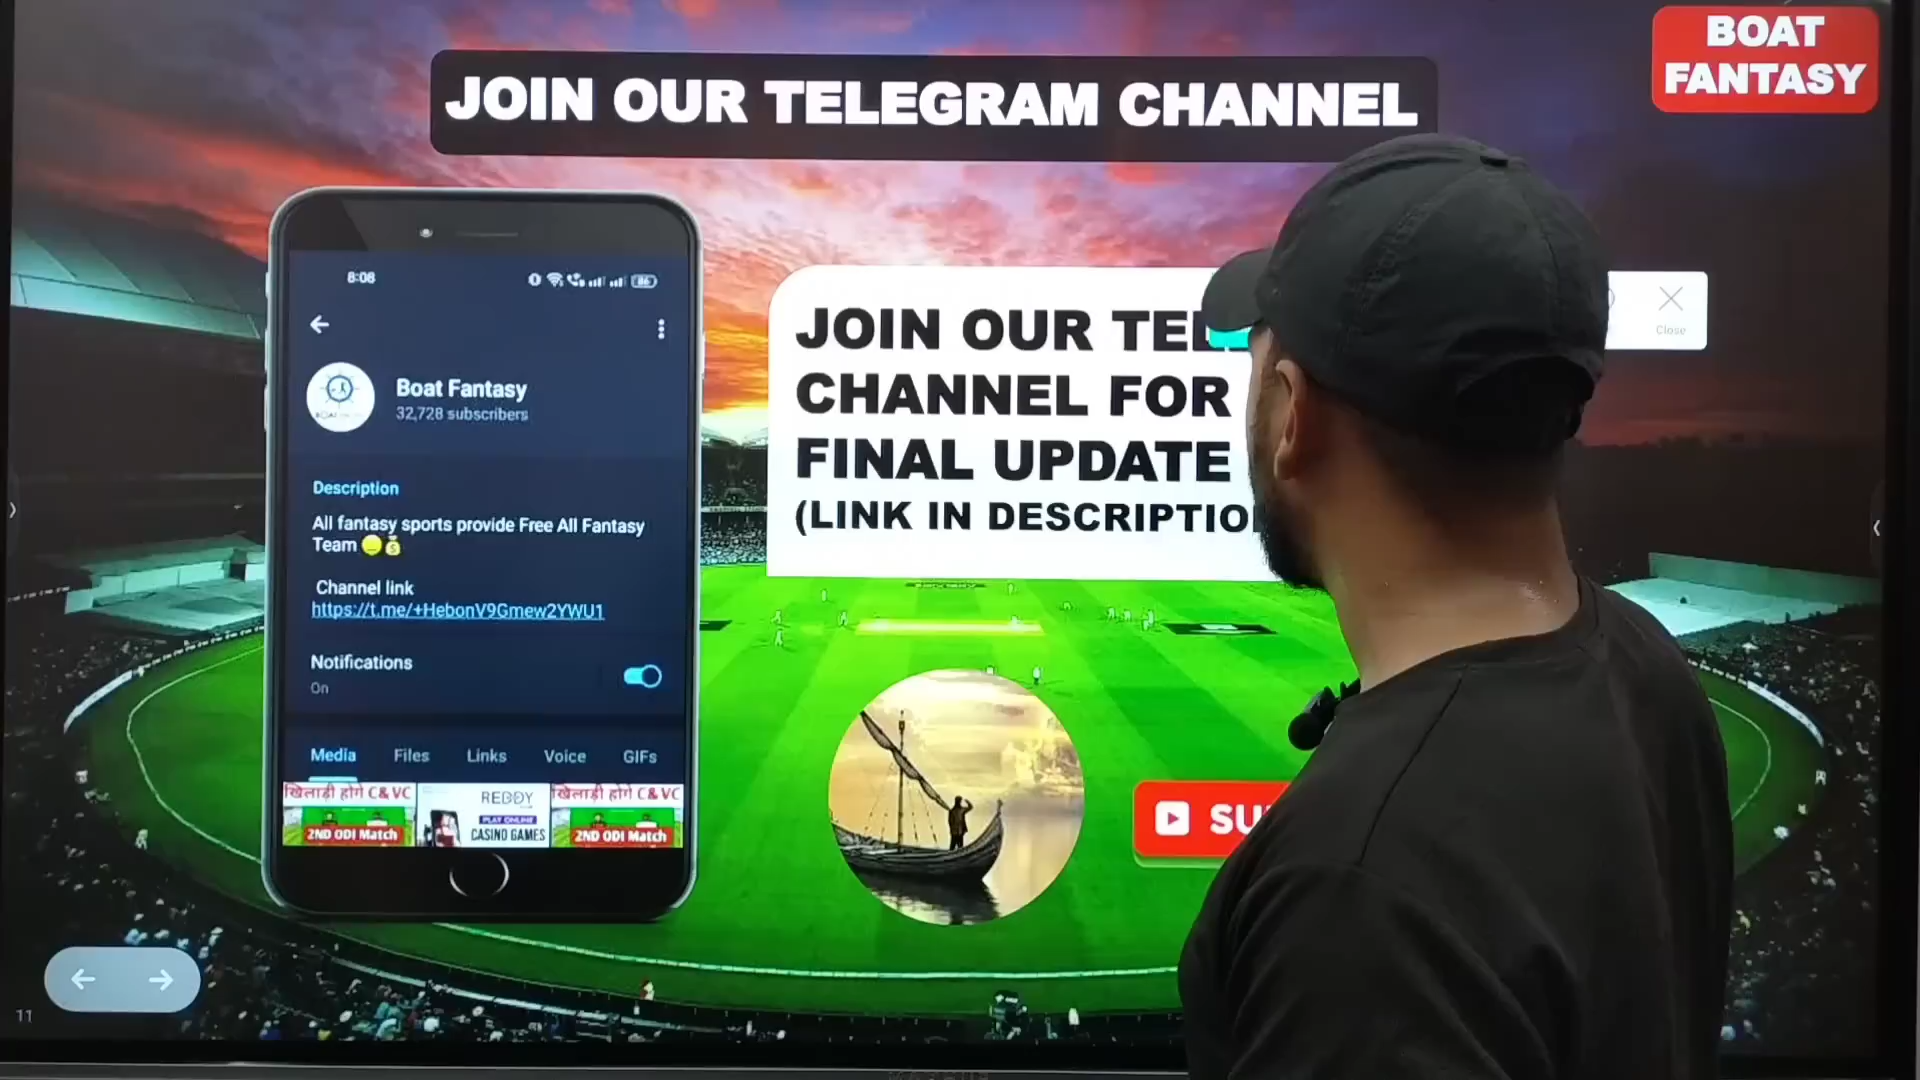 JOIN OUR TELEGRAM CHANNEL
BOAT
FANTASY
8:08
86
Boat Fantasy
32,728 subscribers
Description
All fantasy sports provide Free All Fantasy
Team
Channel link
https://t.me/+HebonV9Gmew2YWU1
Notifications
On
Media Files Links Voice GIFs
खिलाड़ी होगे C & VC
2ND ODI Match
REDDY
PLAY ONLINE
CASINO GAMES
खिलाड़ी होगे C & VC
2ND ODI Match
JOIN OUR TEL
CHANNEL FOR
FINAL UPDATE
(LINK IN DESCRIPTIO
Close
SU
11